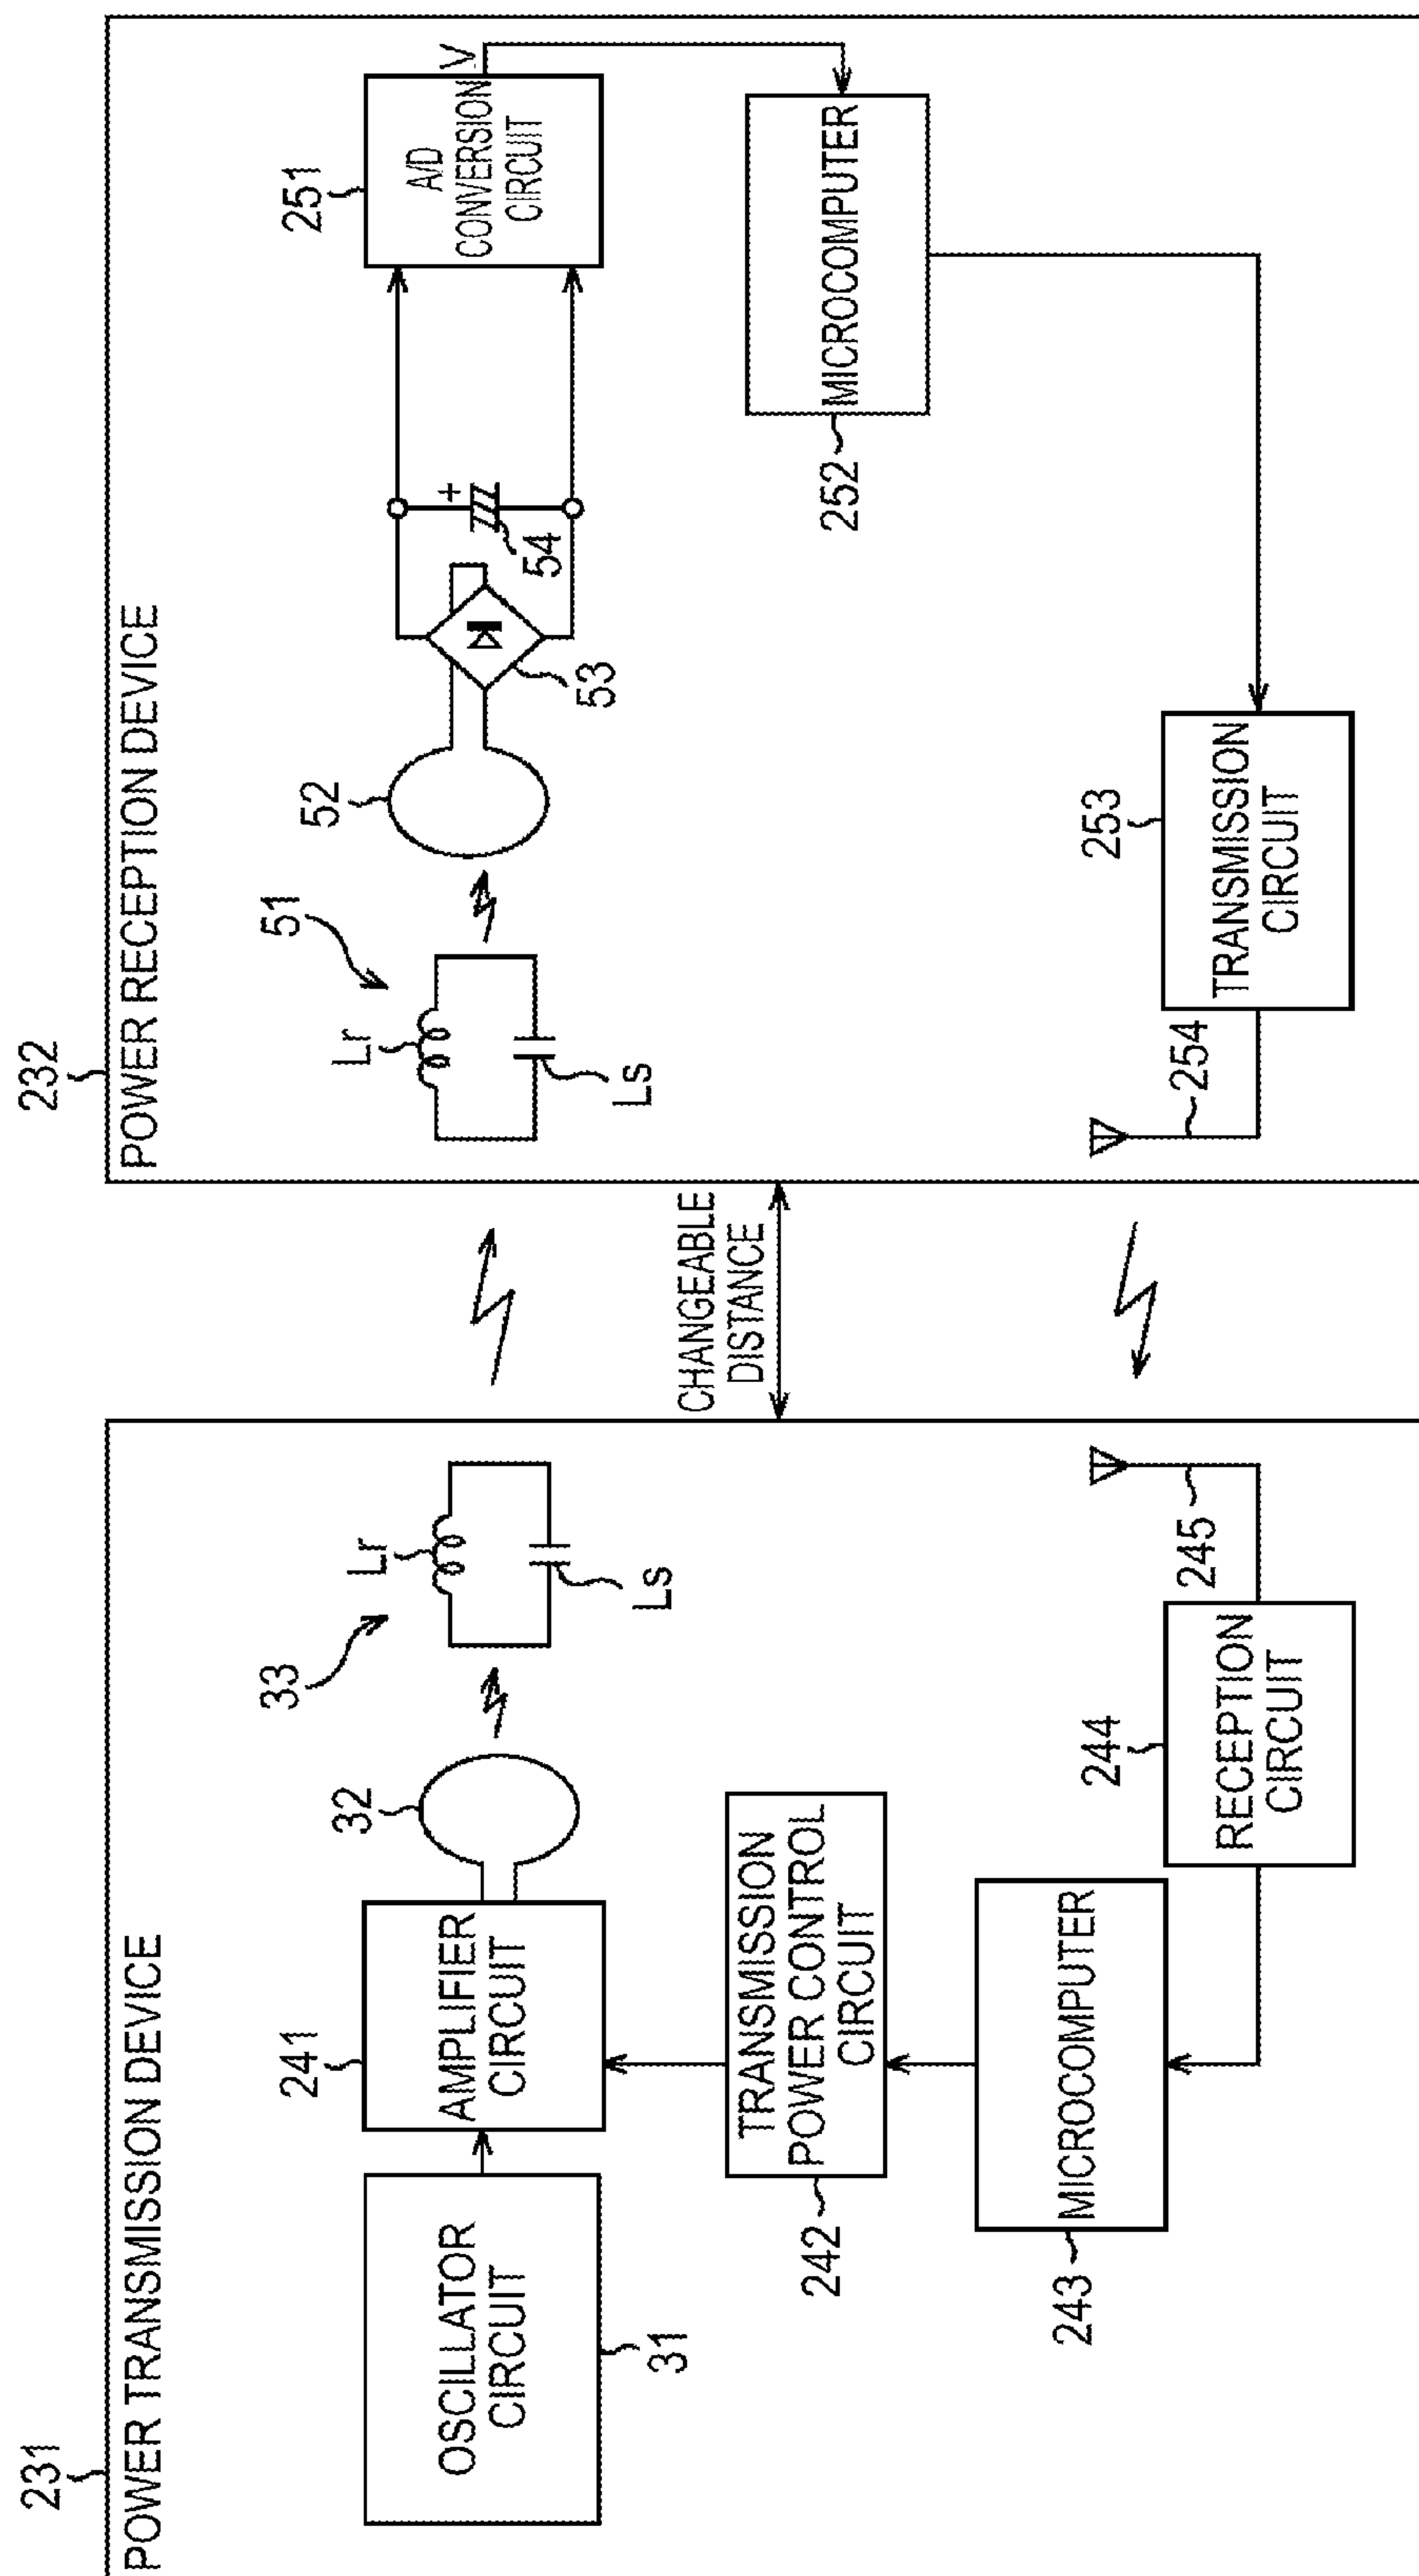 231
POWER TRANSMISSION DEVICE
OSCILLATOR
CIRCUIT
31
241
AMPLIFIER
CIRCUIT
32
33
Lr
Ls
TRANSMISSION
POWER CONTROL
CIRCUIT
242
MICROCOMPUTER
243
244
RECEPTION
CIRCUIT
245
CHANGEABLE
DISTANCE
232
POWER RECEPTION DEVICE
51
Lr
Ls
52
53
54
+
251
A/D
CONVERSION
CIRCUIT
V
MICROCOMPUTER
252
253
TRANSMISSION
CIRCUIT
254